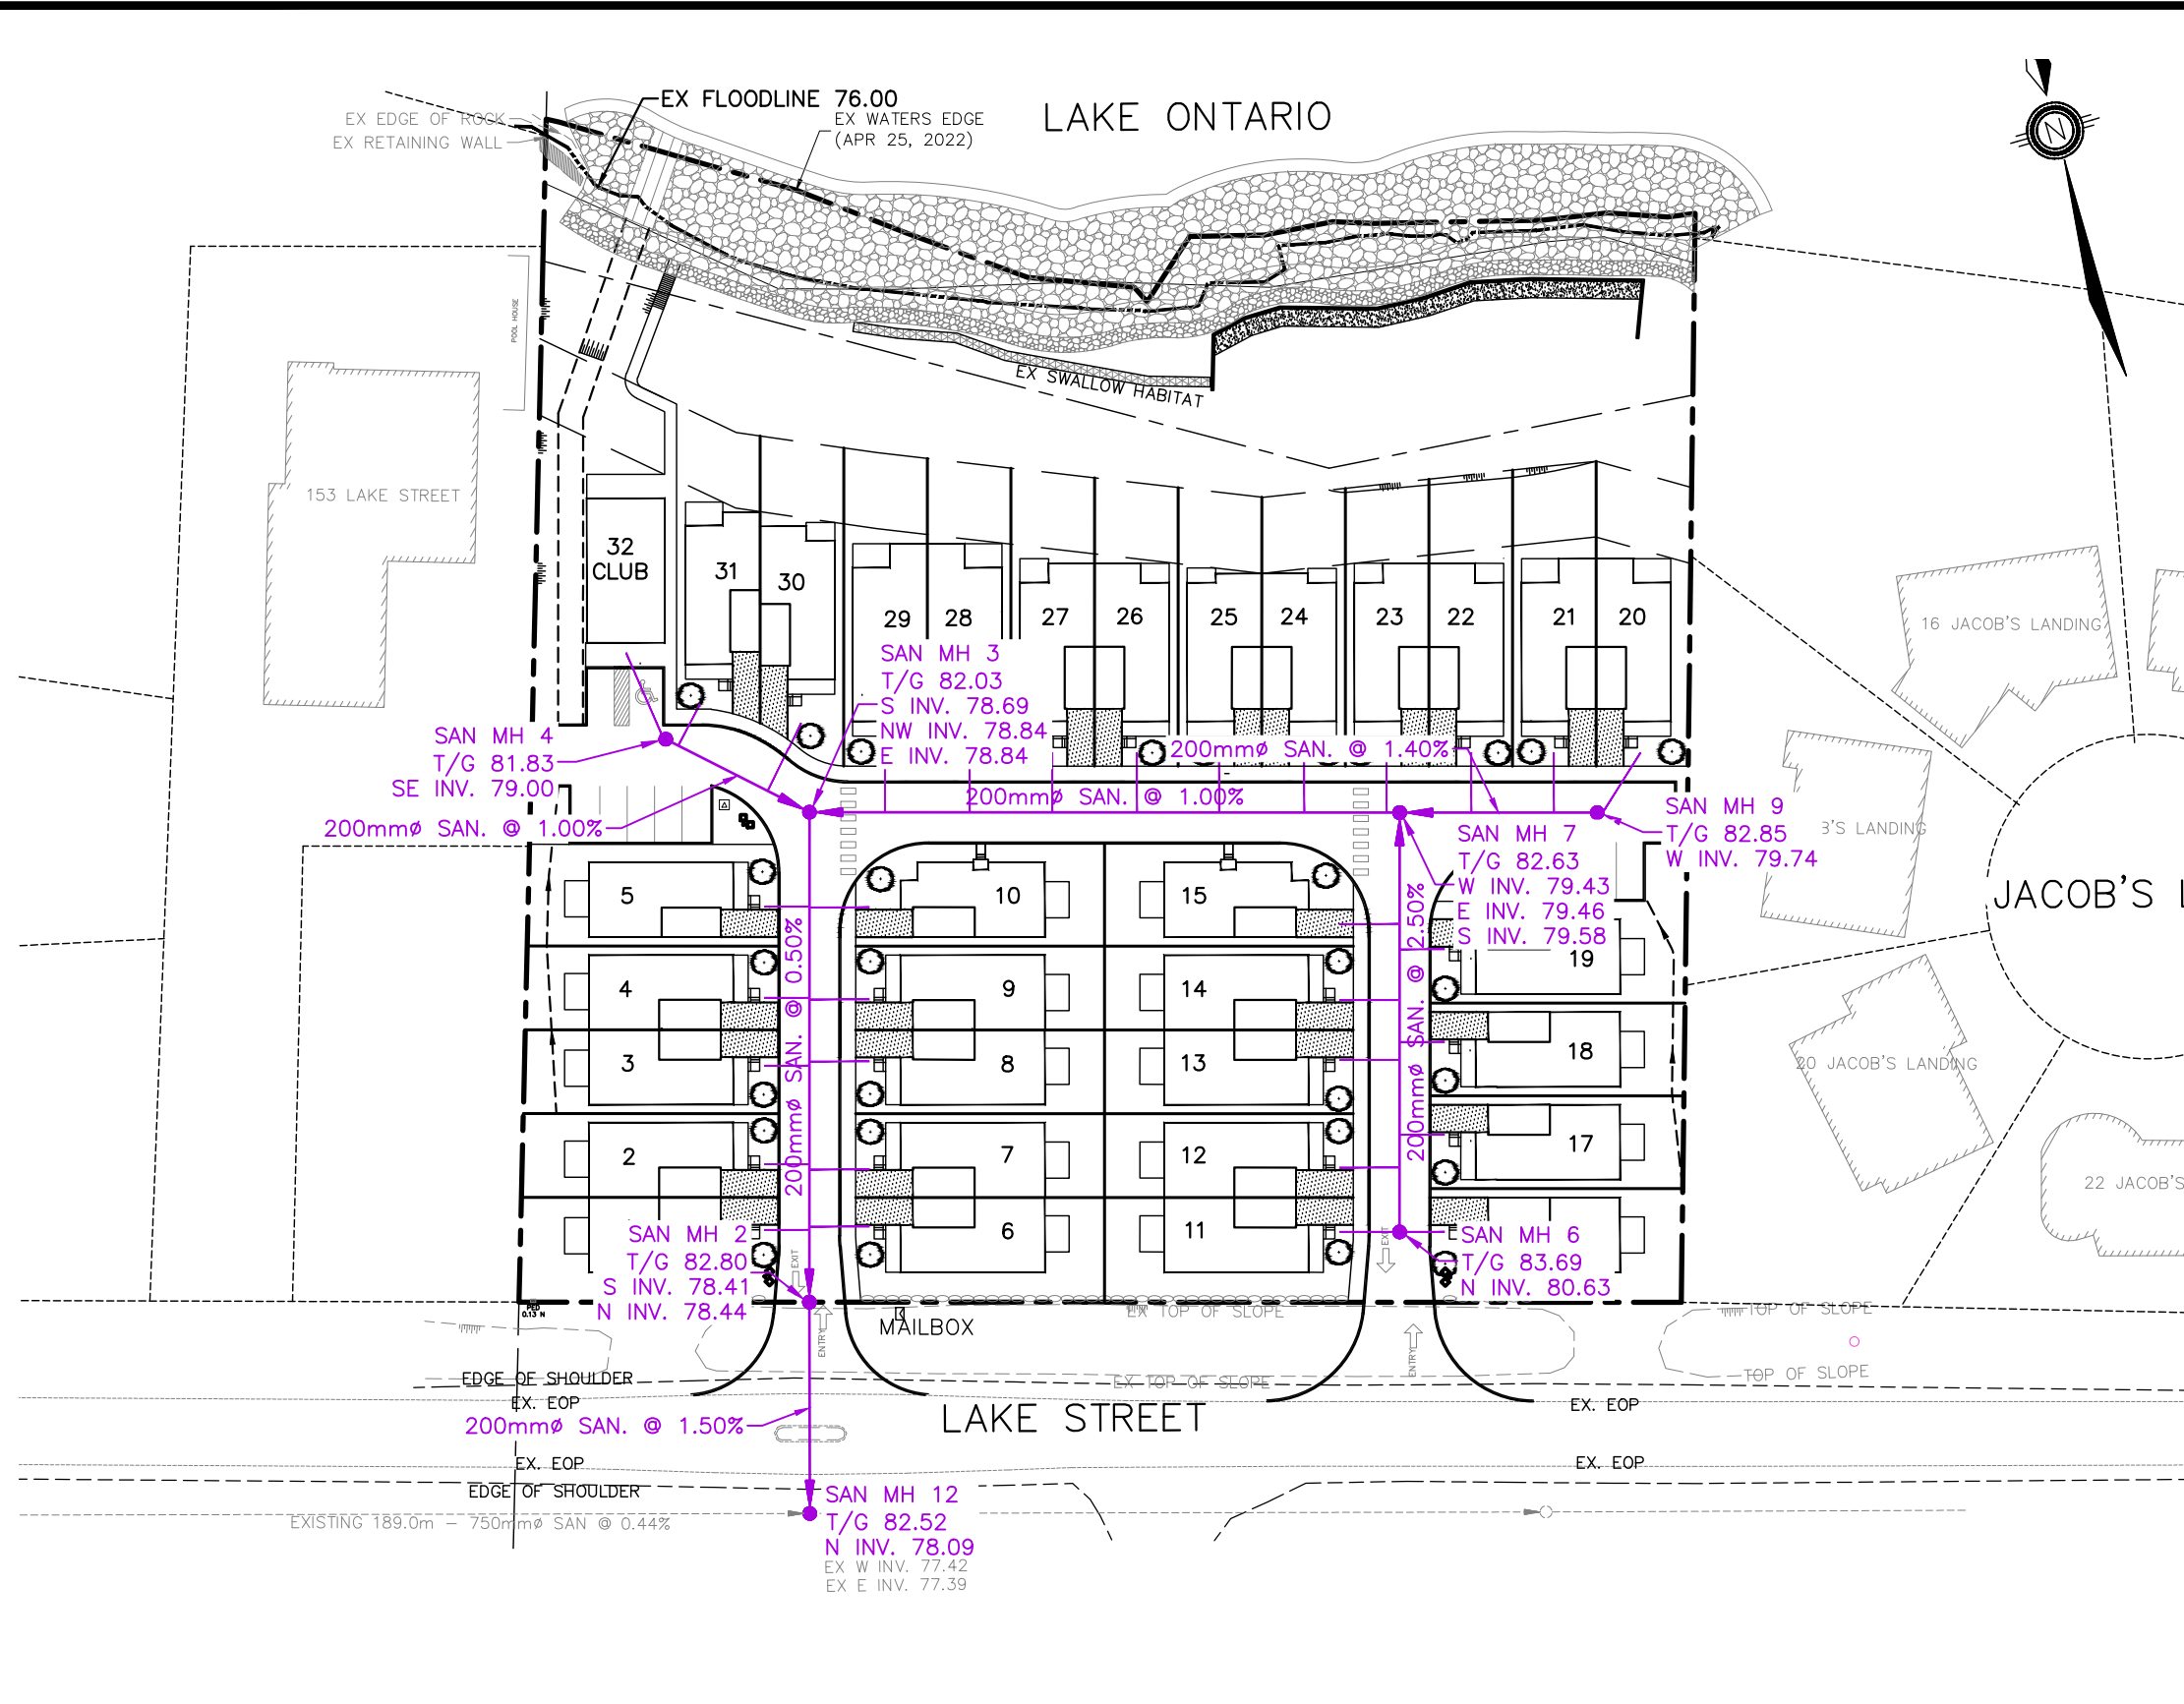 EX FLOODLINE 76.00
EX EDGE OF ROCK
EX RETAINING WALL
EX WATERS EDGE
(APR 25, 2022)
LAKE ONTARIO
N
POOL HOUSE
EX SWALLOW HABITAT
153 LAKE STREET
32
CLUB
31
30
29
28
27
26
25
24
23
22
21
20
16 JACOB'S LANDING
SAN MH 3
T/G 82.03
S INV. 78.69
NW INV. 78.84
E INV. 78.84
SAN MH 4
T/G 81.83
SE INV. 79.00
200mmø SAN. @ 1.40%
200mmø SAN. @ 1.00%
200mmø SAN. @ 1.00%
SAN MH 9
T/G 82.85
W INV. 79.74
SAN MH 7
T/G 82.63
W INV. 79.43
E INV. 79.46
S INV. 79.58
'S LANDING
JACOB'S L
5
10
15
19
4
9
14
3
8
13
18
20 JACOB'S LANDING
200mmø SAN. @ 0.50%
200mmø SAN. @ 2.50%
2
7
12
17
22 JACOB'S
6
11
SAN MH 2
T/G 82.80
S INV. 78.41
N INV. 78.44
SAN MH 6
T/G 83.69
N INV. 80.63
EXIT
EXIT
ENTRY
ENTRY
PED
0.13 N
MAILBOX
EX TOP OF SLOPE
TOP OF SLOPE
EX TOP OF SLOPE
TOP OF SLOPE
EDGE OF SHOULDER
EX. EOP
EX. EOP
200mmø SAN. @ 1.50%
LAKE STREET
EX. EOP
EX. EOP
EDGE OF SHOULDER
EXISTING 189.0m - 750mmø SAN @ 0.44%
SAN MH 12
T/G 82.52
N INV. 78.09
EX W INV. 77.42
EX E INV. 77.39